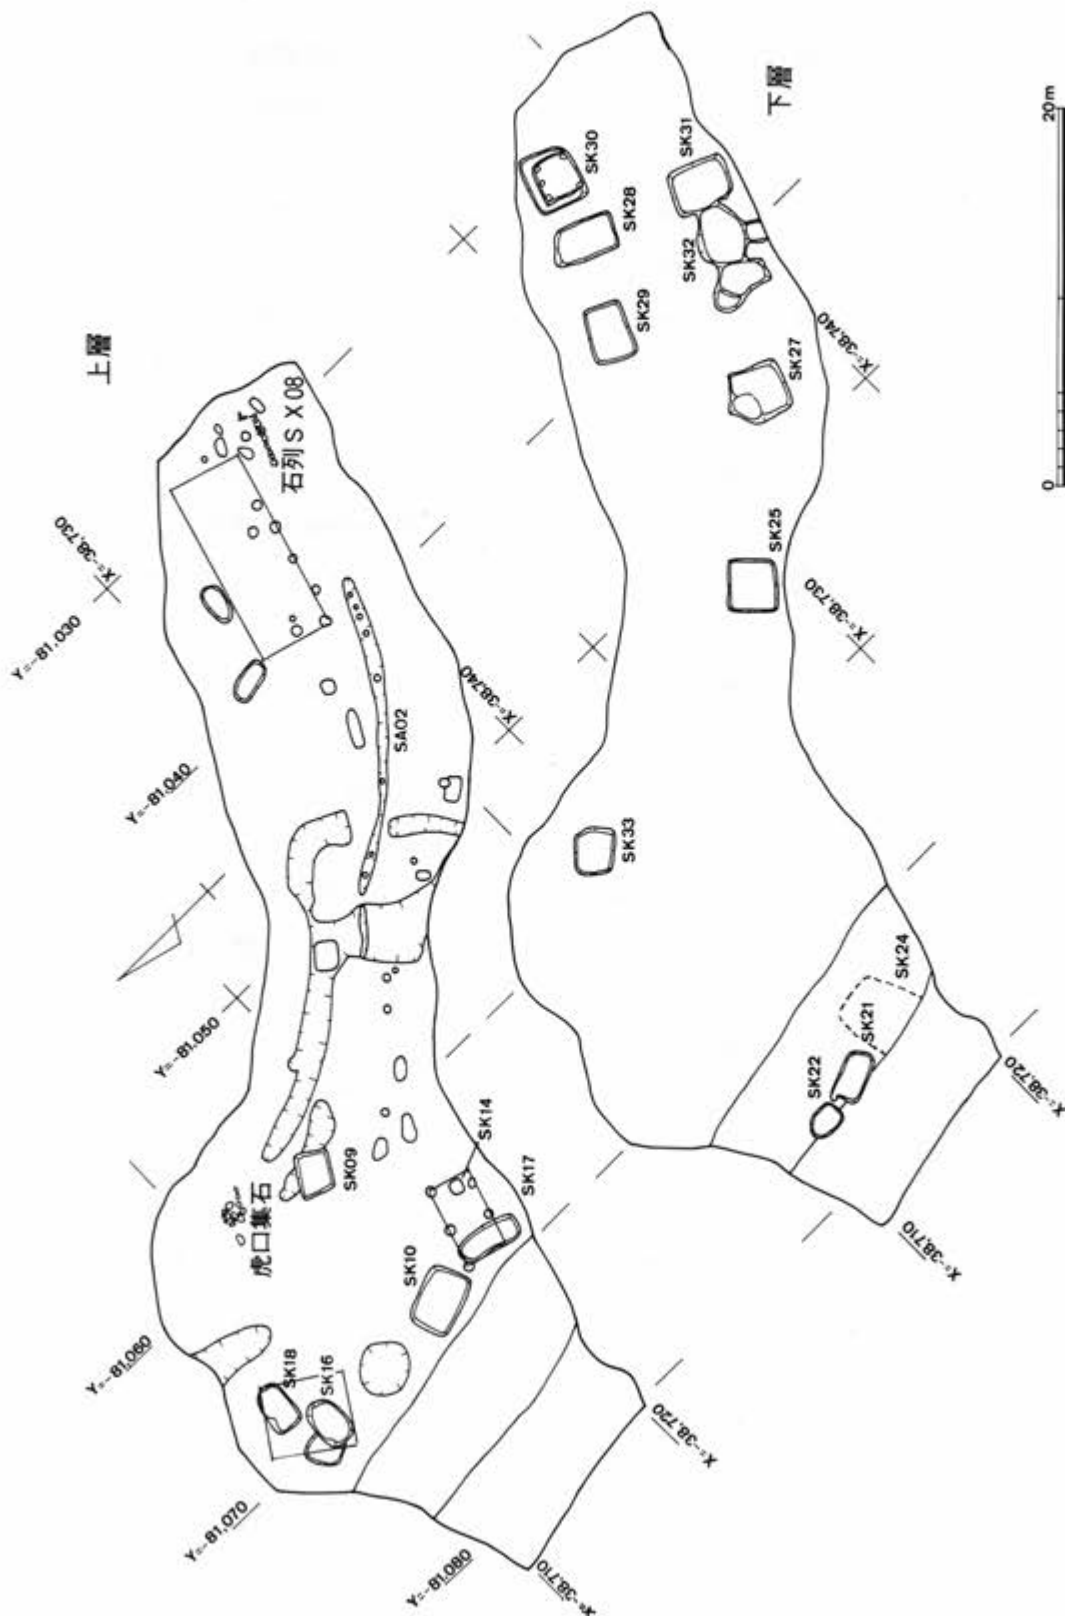 下層
20m
0
SK30
SK31
SK28
SK32
SK29
SK27
X=-38,740
SK25
X=-38,730
SK33
SK24
SK21
SK22
X=-38,720
X=-38,710
上層
石列SX08
X=-38,730
Y=-81,030
SA02
X=-38,740
Y=-81,040
Y=-81,050
SK14
SK09
SK17
虎口集石
SK10
Y=-81,060
SK18
SK16
X=-38,720
Y=-81,070
Y=-81,080
X=-38,710